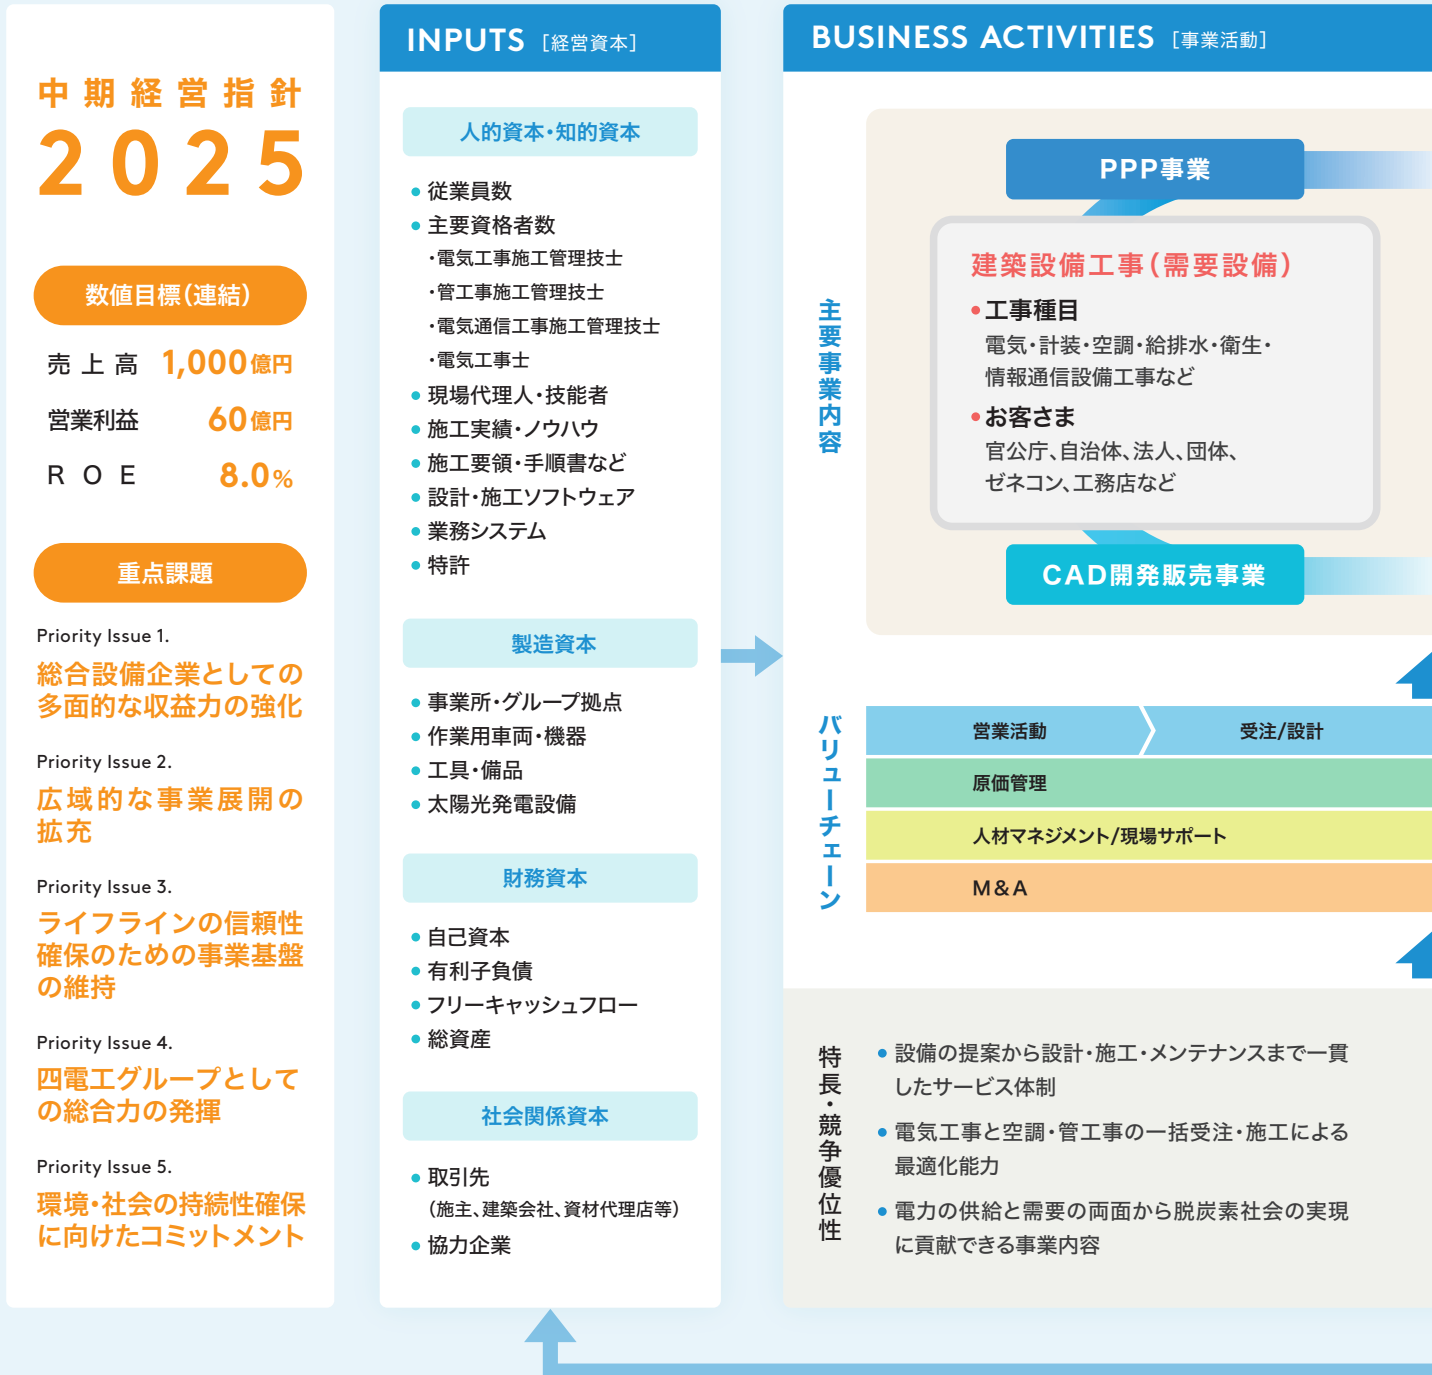 中期経営指針
2025
数値目標(連結)
売上高 1,000億円
営業利益 60億円
ROE 8.0%
重点課題
Priority Issue 1.
総合設備企業としての
多面的な収益力の強化
Priority Issue 2.
広域的な事業展開の
拡充
Priority Issue 3.
ライフラインの信頼性
確保のための事業基盤
の維持
Priority Issue 4.
四電工グループとして
の総合力の発揮
Priority Issue 5.
環境・社会の持続性確保
に向けたコミットメント
INPUTS [経営資本]
人的資本・知的資本
• 従業員数
• 主要資格者数
・電気工事施工管理技士
・管工事施工管理技士
・電気通信工事施工管理技士
・電気工事士
• 現場代理人・技能者
• 施工実績・ノウハウ
• 施工要領・手順書など
• 設計・施工ソフトウェア
• 業務システム
• 特許
製造資本
• 事業所・グループ拠点
• 作業用車両・機器
• 工具・備品
• 太陽光発電設備
財務資本
• 自己資本
• 有利子負債
• フリーキャッシュフロー
• 総資産
社会関係資本
• 取引先
(施主、建築会社、資材代理店等)
• 協力企業
BUSINESS ACTIVITIES [事業活動]
主要事業内容
PPP事業
建築設備工事(需要設備)
• 工事種目
電気・計装・空調・給排水・衛生・
情報通信設備工事など
• お客さま
官公庁、自治体、法人、団体、
ゼネコン、工務店など
CAD開発販売事業
バリューチェーン
営業活動 受注/設計
原価管理
人材マネジメント/現場サポート
M&A
特長・競争優位性
• 設備の提案から設計・施工・メンテナンスまで一貫
したサービス体制
• 電気工事と空調・管工事の一括受注・施工による
最適化能力
• 電力の供給と需要の両面から脱炭素社会の実現
に貢献できる事業内容